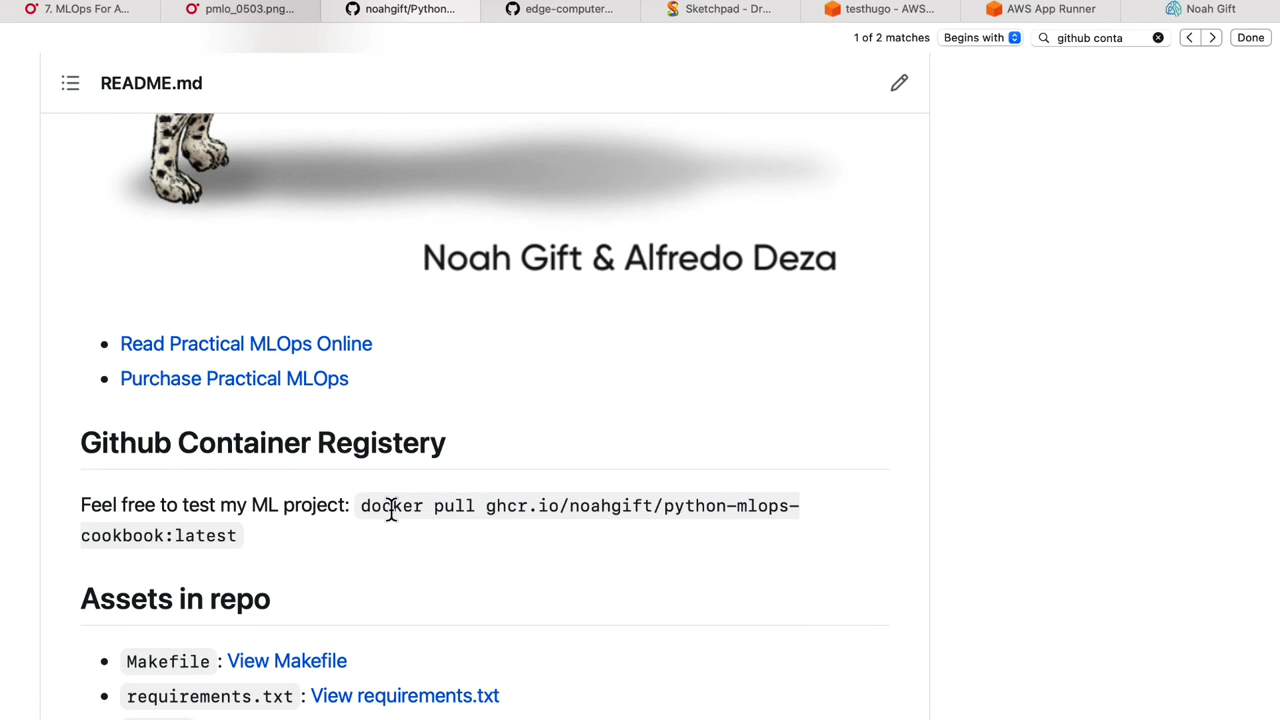 7. MLOps For A...
pmlo_0503.png...
noahgift/Python...
edge-computer...
Sketchpad - Dr...
testhugo - AWS...
AWS App Runner
Noah Gift
1 of 2 matches
Begins with
github conta
Done
README.md
Noah Gift & Alfredo Deza
Read Practical MLOps Online
Purchase Practical MLOps
Github Container Registery
Feel free to test my ML project: docker pull ghcr.io/noahgift/python-mlops-
cookbook:latest
Assets in repo
Makefile : View Makefile
requirements.txt : View requirements.txt